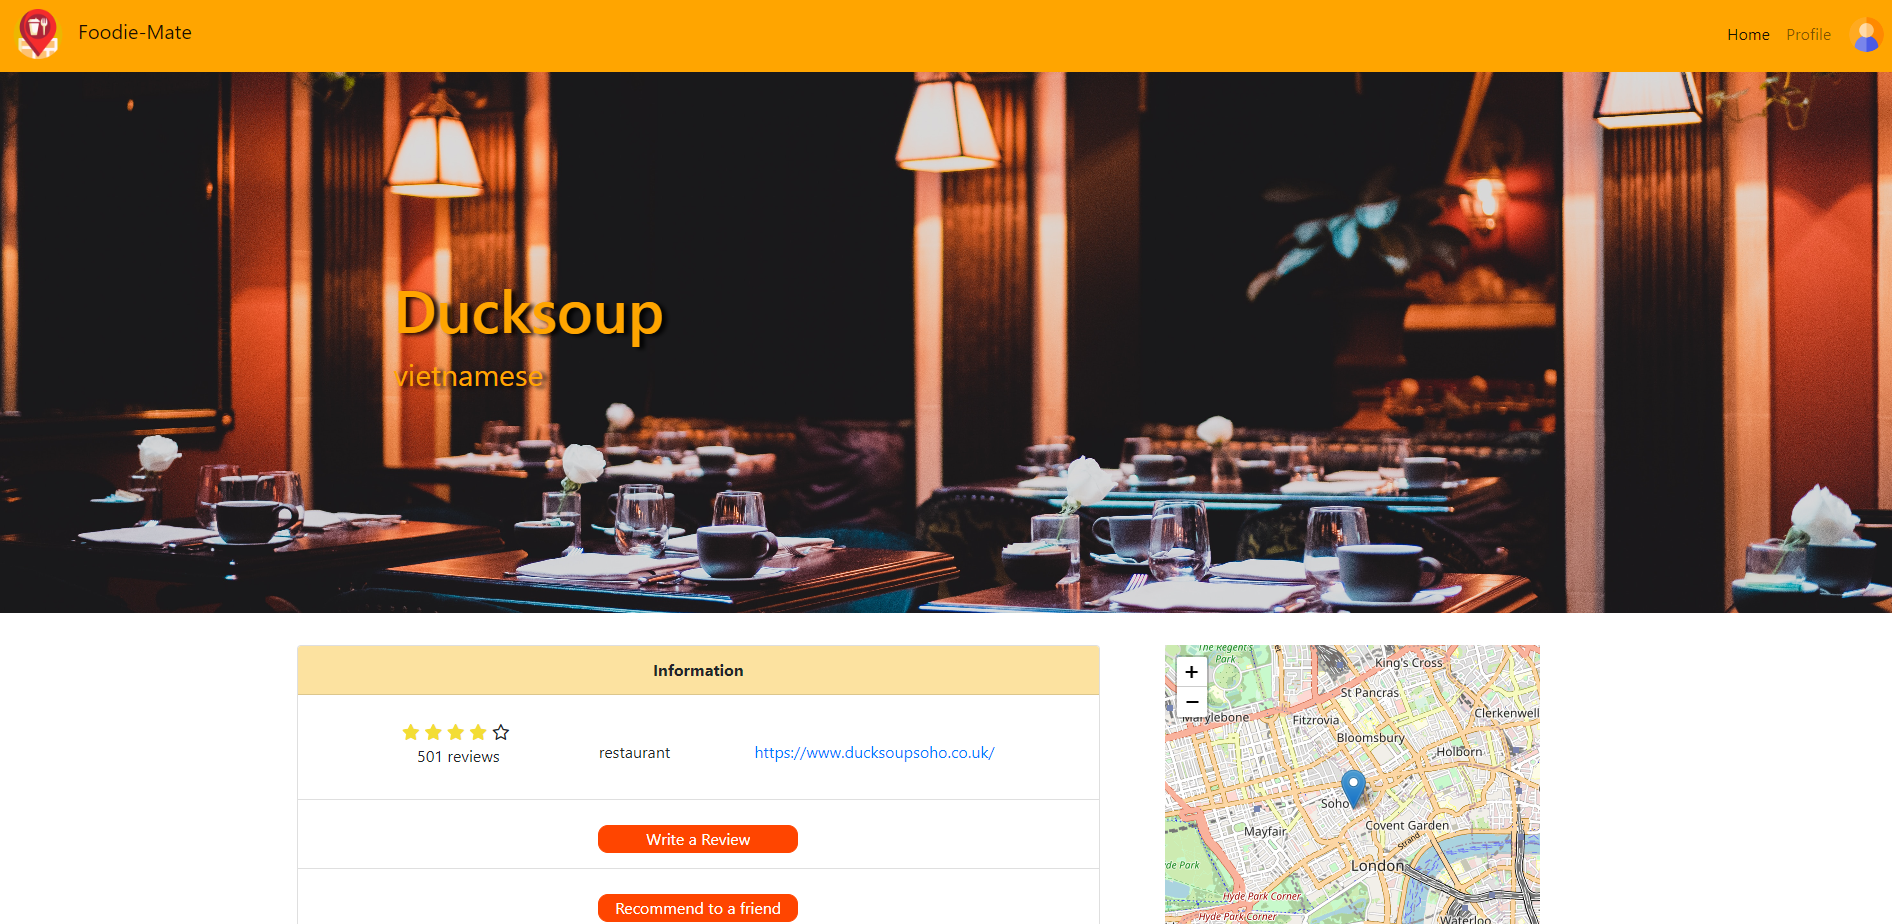 Foodie-Mate
Home Profile
Ducksoup
vietnamese
Information
501 reviews
restaurant
https://www.ducksoupsoho.co.uk/
Write a Review
Recommend to a friend
+
−
The Regent's
Park
King's Cross
St Pancras
Marylebone
Fitzrovia
Clerkenwell
Bloomsbury
Holborn
Soho
Mayfair
Covent Garden
Strand
London
Hyde Park Corner
Hyde Park Corner
Waterloo